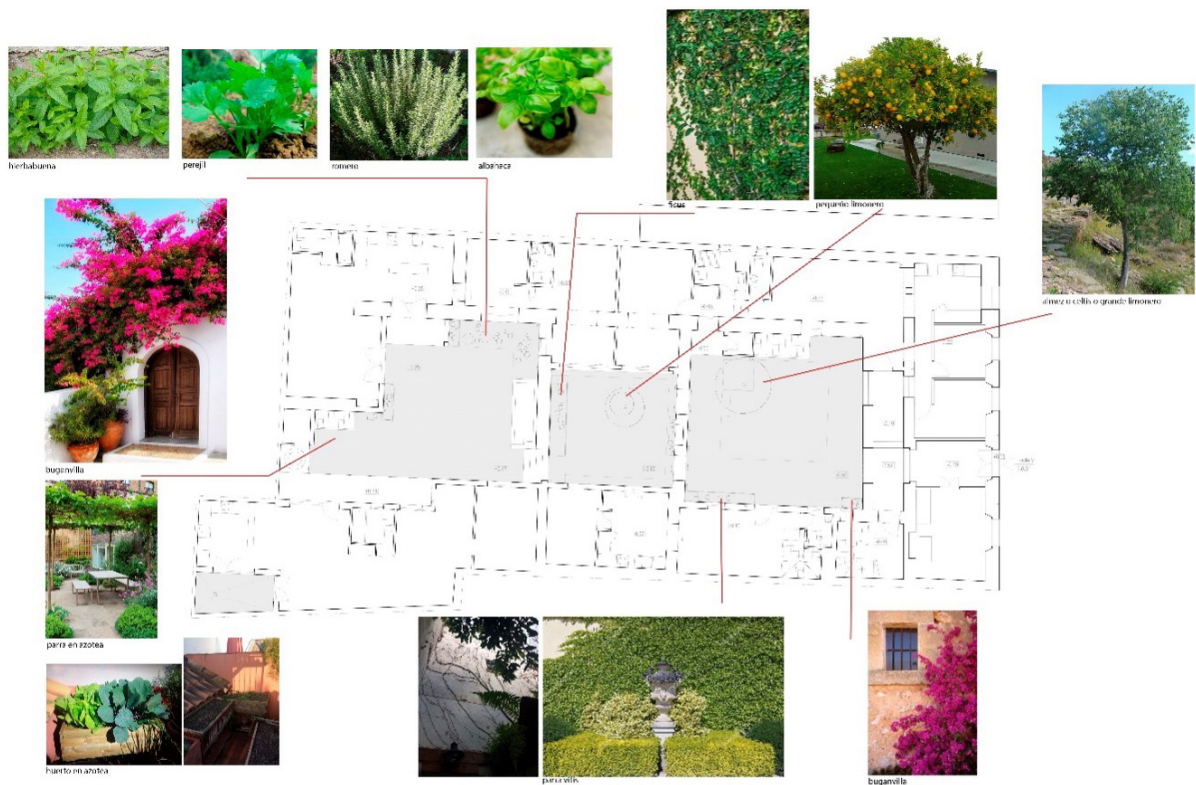 hierbabuena
perejil
romero
albahaca
ficus
pequeño limonero
almez o celtis o grande limonero
buganvilla
parra en azotea
huerto en azotea
parra vitis
buganvilla